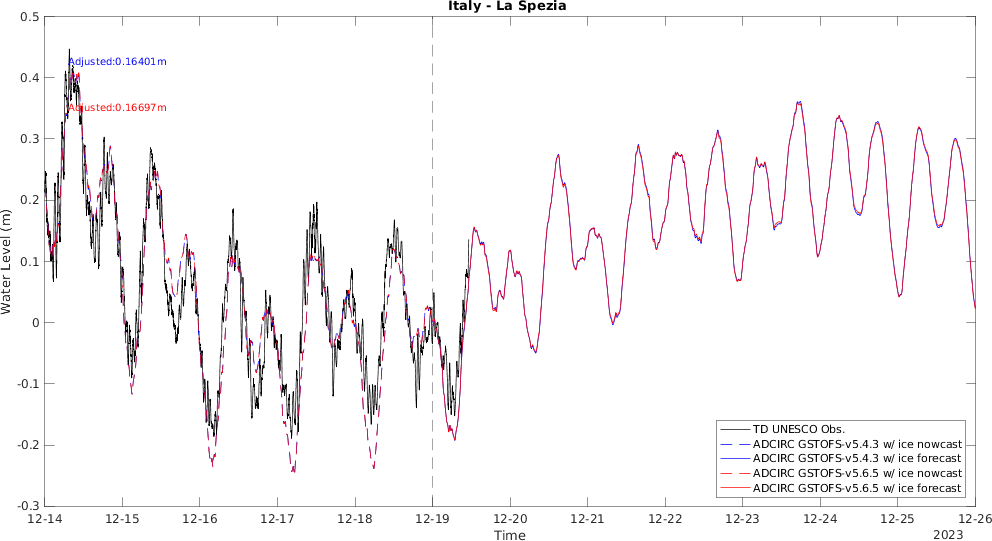 Italy - La Spezia
0.5
0.4
0.3
0.2
0.1
0
-0.1
-0.2
-0.3
Water Level (m)
Adjusted:0.16401m
Adjusted:0.16697m
TD UNESCO Obs.
ADCIRC GSTOFS-v5.4.3 w/ ice nowcast
ADCIRC GSTOFS-v5.4.3 w/ ice forecast
ADCIRC GSTOFS-v5.6.5 w/ ice nowcast
ADCIRC GSTOFS-v5.6.5 w/ ice forecast
12-14 12-15 12-16 12-17 12-18 12-19 12-20 12-21 12-22 12-23 12-24 12-25 12-26
Time
2023